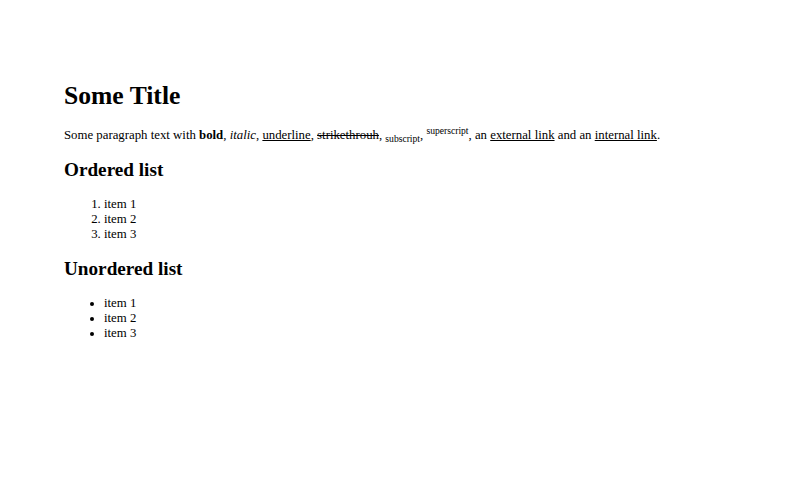 Some Title
Some paragraph text with bold, italic, underline, strikethrouh, subscript, superscript, an external link and an internal link.
Ordered list
1. item 1
2. item 2
3. item 3
Unordered list
• item 1
• item 2
• item 3